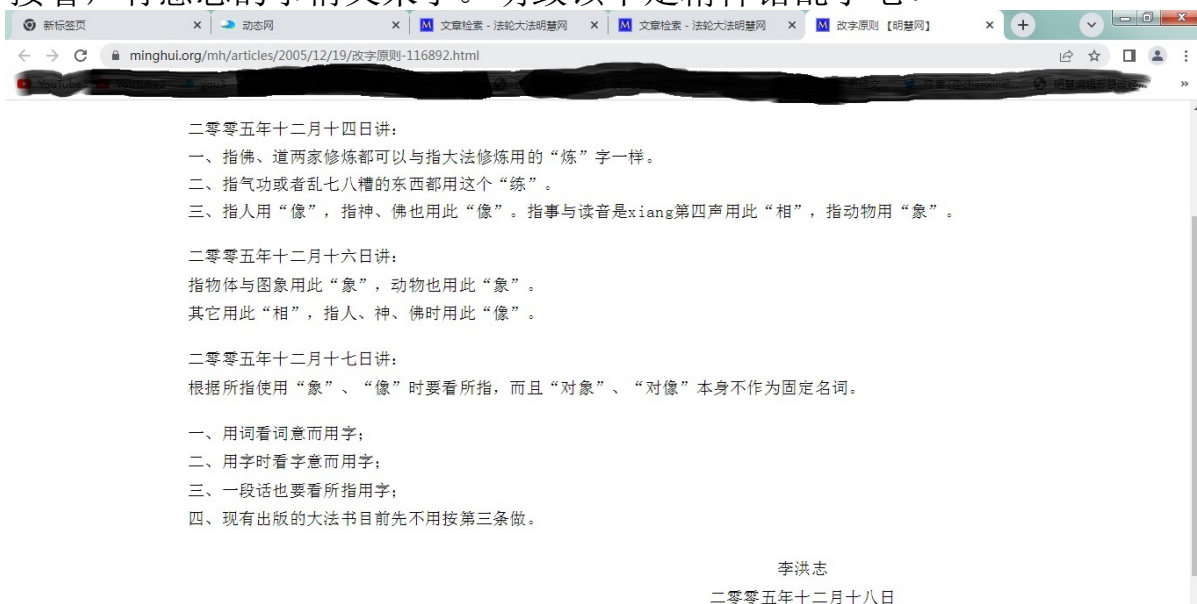 新标签页 动态网 文章检索 - 法轮大法明慧网 文章检索 - 法轮大法明慧网 改字原则 【明慧网】
minghui.org/mh/articles/2005/12/19/改字原则-116892.html
YouTube
二零零五年十二月十四日讲：
一、指佛、道两家修炼都可以与指大法修炼用的“炼”字一样。
二、指气功或者乱七八糟的东西都用这个“练”。
三、指人用“像”，指神、佛也用此“像”。指事与读音是xiang第四声用此“相”，指动物用“象”。
二零零五年十二月十六日讲：
指物体与图象用此“象”，动物也用此“象”。
其它用此“相”，指人、神、佛时用此“像”。
二零零五年十二月十七日讲：
根据所指使用“象”、“像”时要看所指，而且“对象”、“对像”本身不作为固定名词。
一、用词看词意而用字；
二、用字时看字意而用字；
三、一段话也要看所指用字；
四、现有出版的大法书目前先不用按第三条做。
李洪志
二零零五年十二月十八日